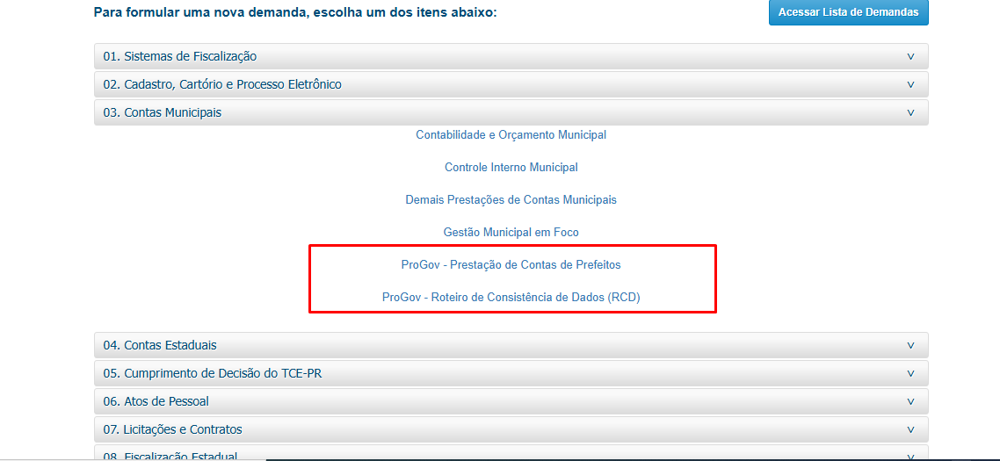 Para formular uma nova demanda, escolha um dos itens abaixo:
Acessar Lista de Demandas
01. Sistemas de Fiscalização
02. Cadastro, Cartório e Processo Eletrônico
03. Contas Municipais
Contabilidade e Orçamento Municipal
Controle Interno Municipal
Demais Prestações de Contas Municipais
Gestão Municipal em Foco
ProGov - Prestação de Contas de Prefeitos
ProGov - Roteiro de Consistência de Dados (RCD)
04. Contas Estaduais
05. Cumprimento de Decisão do TCE-PR
06. Atos de Pessoal
07. Licitações e Contratos
08. Fiscalização Estadual